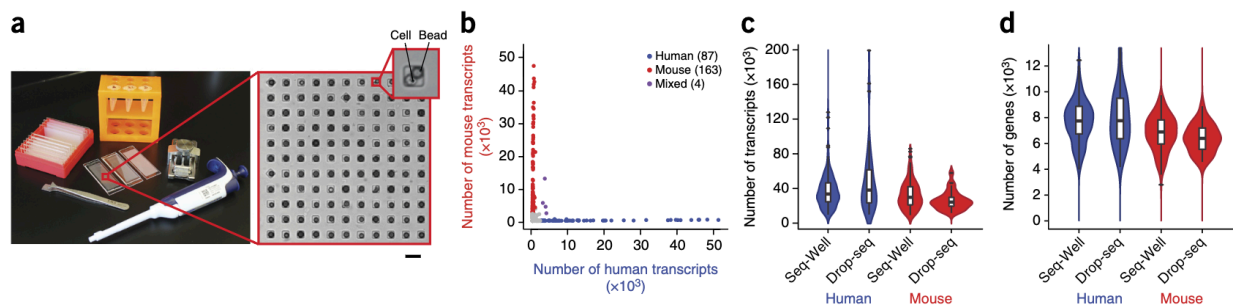 a
Cell
Bead
b
Number of mouse transcripts
(×10³)
50
40
30
20
10
0
Human (87)
Mouse (163)
Mixed (4)
0 10 20 30 40 50
Number of human transcripts
(×10³)
c
Number of transcripts (×10³)
200
160
120
80
40
0
Seq-Well
Drop-seq
Seq-Well
Drop-seq
Human
Mouse
d
Number of genes (×10³)
12
10
8
6
4
2
0
Seq-Well
Drop-seq
Seq-Well
Drop-seq
Human
Mouse